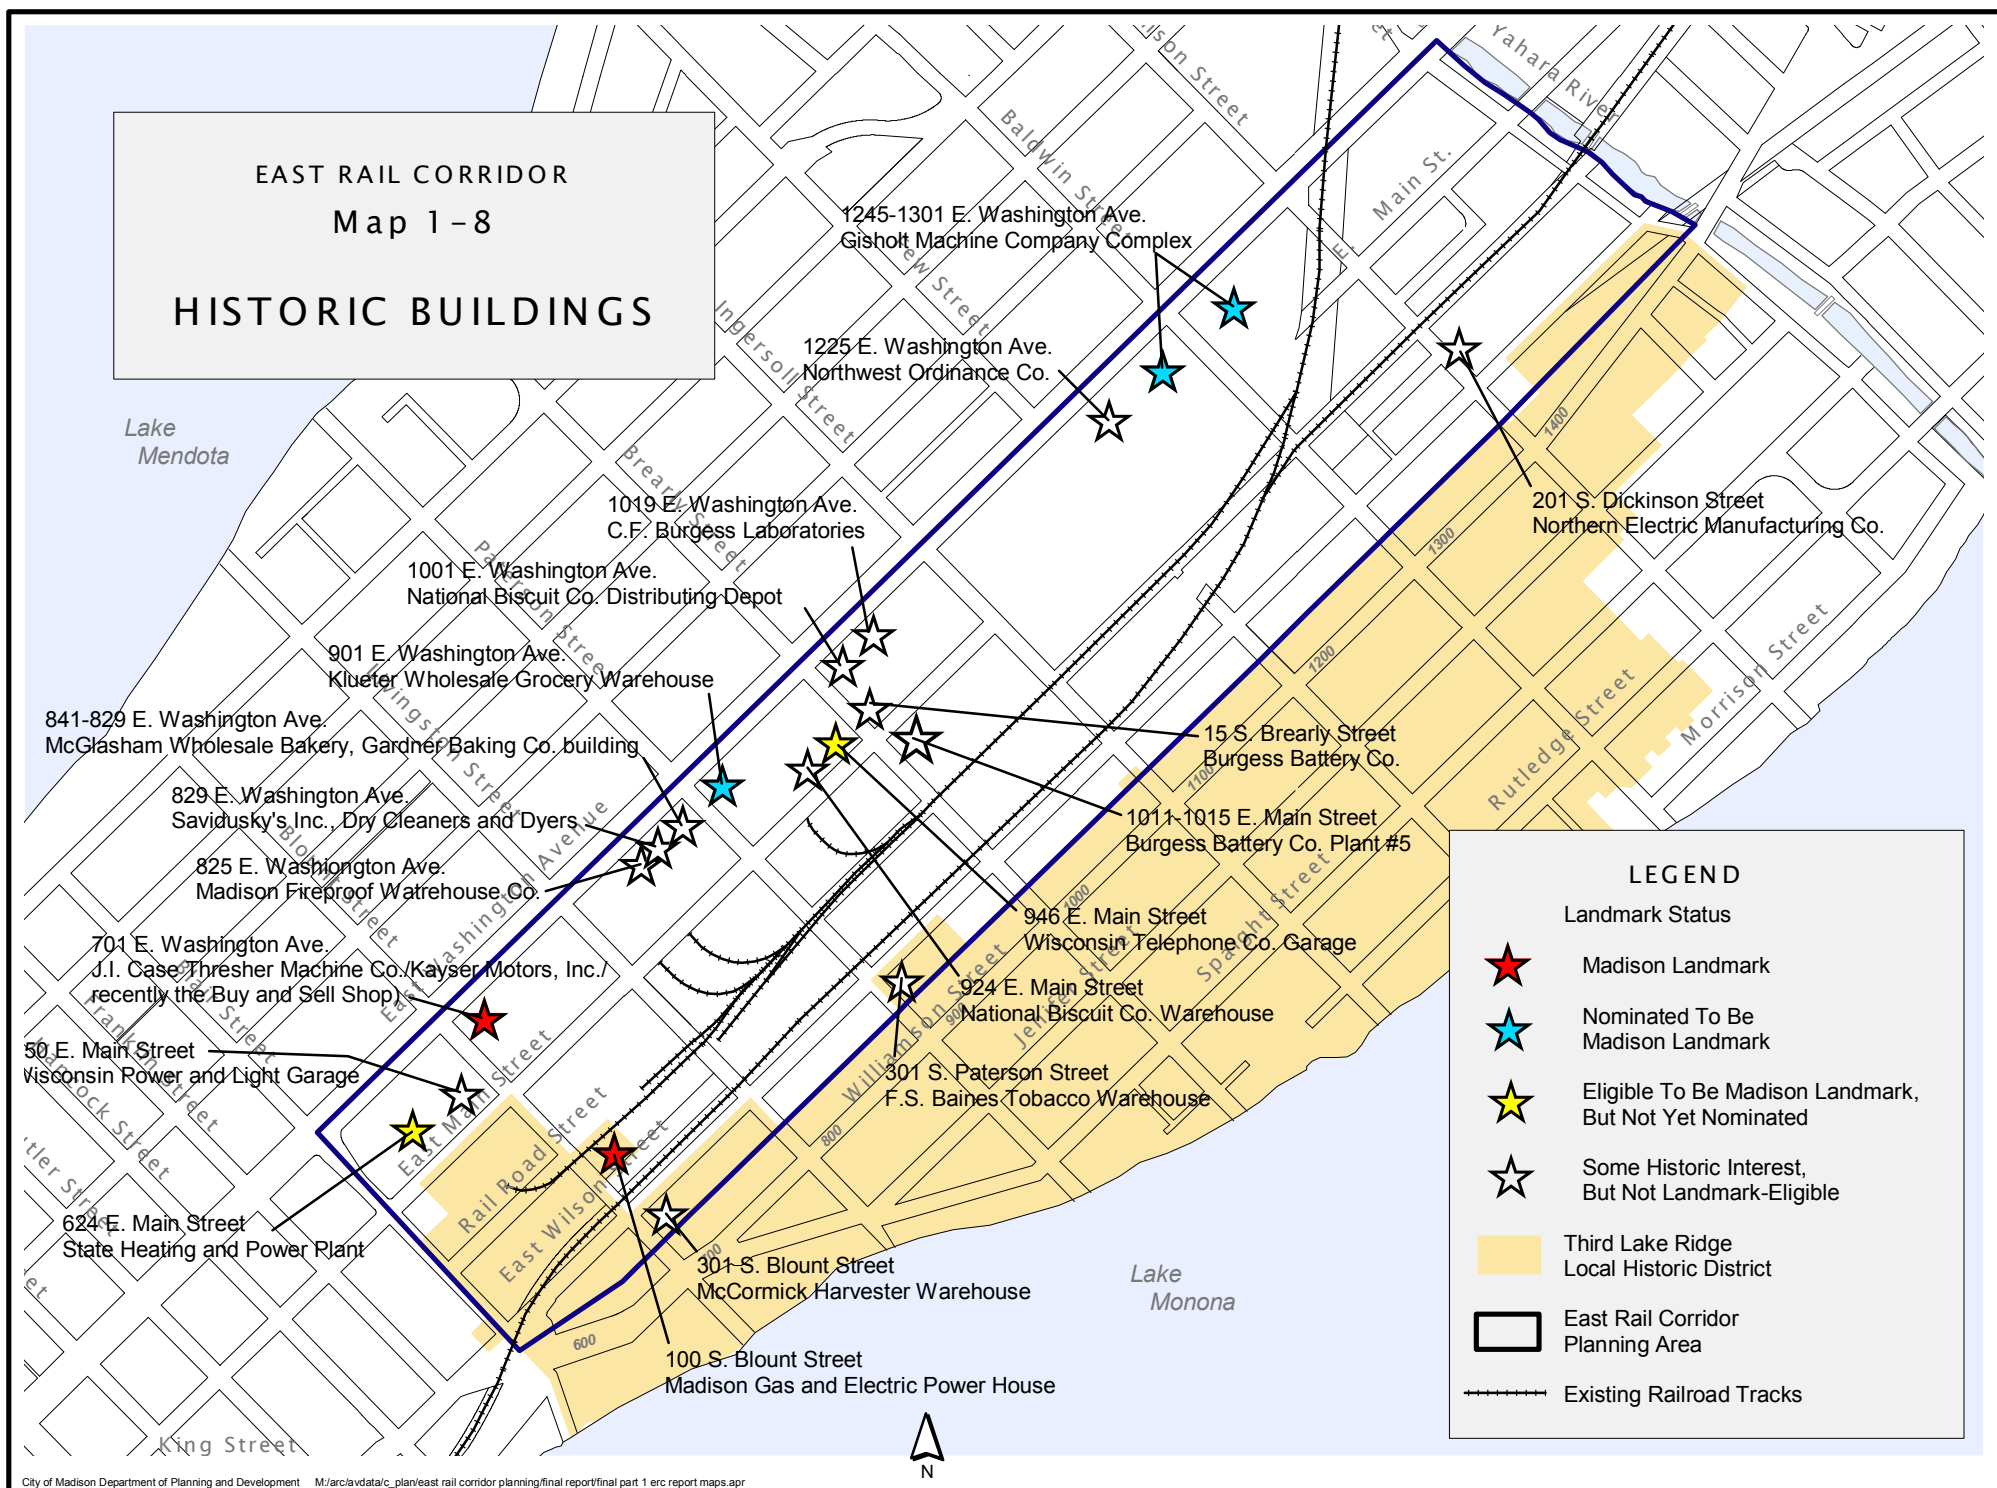 EAST RAIL CORRIDOR
Map 1-8
HISTORIC BUILDINGS
Yahara River
Baldwin Street
Main St.
E.
1245-1301 E. Washington Ave.
Gisholt Machine Company Complex
Ingersoll Street
1225 E. Washington Ave.
Northwest Ordinance Co.
Lake
Mendota
1400
Brearly Street
1019 E. Washington Ave.
C.F. Burgess Laboratories
201 S. Dickinson Street
Northern Electric Manufacturing Co.
1300
Paterson Street
1001 E. Washington Ave.
National Biscuit Co. Distributing Depot
901 E. Washington Ave.
Klueter Wholesale Grocery Warehouse
1200
Morrison Street
Livingston Street
841-829 E. Washington Ave.
McGlasham Wholesale Bakery, Gardner Baking Co. building
15 S. Brearly Street
Burgess Battery Co.
Rutledge Street
1100
829 E. Washington Ave.
Savidusky's Inc., Dry Cleaners and Dyers
1011-1015 E. Main Street
Burgess Battery Co. Plant #5
Blount Street
East Washington Avenue
825 E. Washiongton Ave.
Madison Fireproof Watrehouse Co.
1000
Spaight Street
946 E. Main Street
Wisconsin Telephone Co. Garage
701 E. Washington Ave.
J.I. Case Thresher Machine Co./Kayser Motors, Inc./
recently the Buy and Sell Shop)
Blair Street
Franklin Street
Williamson Street
Jenifer Street
924 E. Main Street
National Biscuit Co. Warehouse
900
50 E. Main Street
Wisconsin Power and Light Garage
Hancock Street
301 S. Paterson Street
F.S. Baines Tobacco Warehouse
East Main Street
Rail Road Street
East Wilson Street
800
624 E. Main Street
State Heating and Power Plant
700
301 S. Blount Street
McCormick Harvester Warehouse
Lake
Monona
600
100 S. Blount Street
Madison Gas and Electric Power House
King Street
N
LEGEND
Landmark Status
Madison Landmark
Nominated To Be
Madison Landmark
Eligible To Be Madison Landmark,
But Not Yet Nominated
Some Historic Interest,
But Not Landmark-Eligible
Third Lake Ridge
Local Historic District
East Rail Corridor
Planning Area
Existing Railroad Tracks
City of Madison Department of Planning and Development M:/arc/avdata/c_plan/east rail corridor planning/final report/final part 1 erc report maps.apr